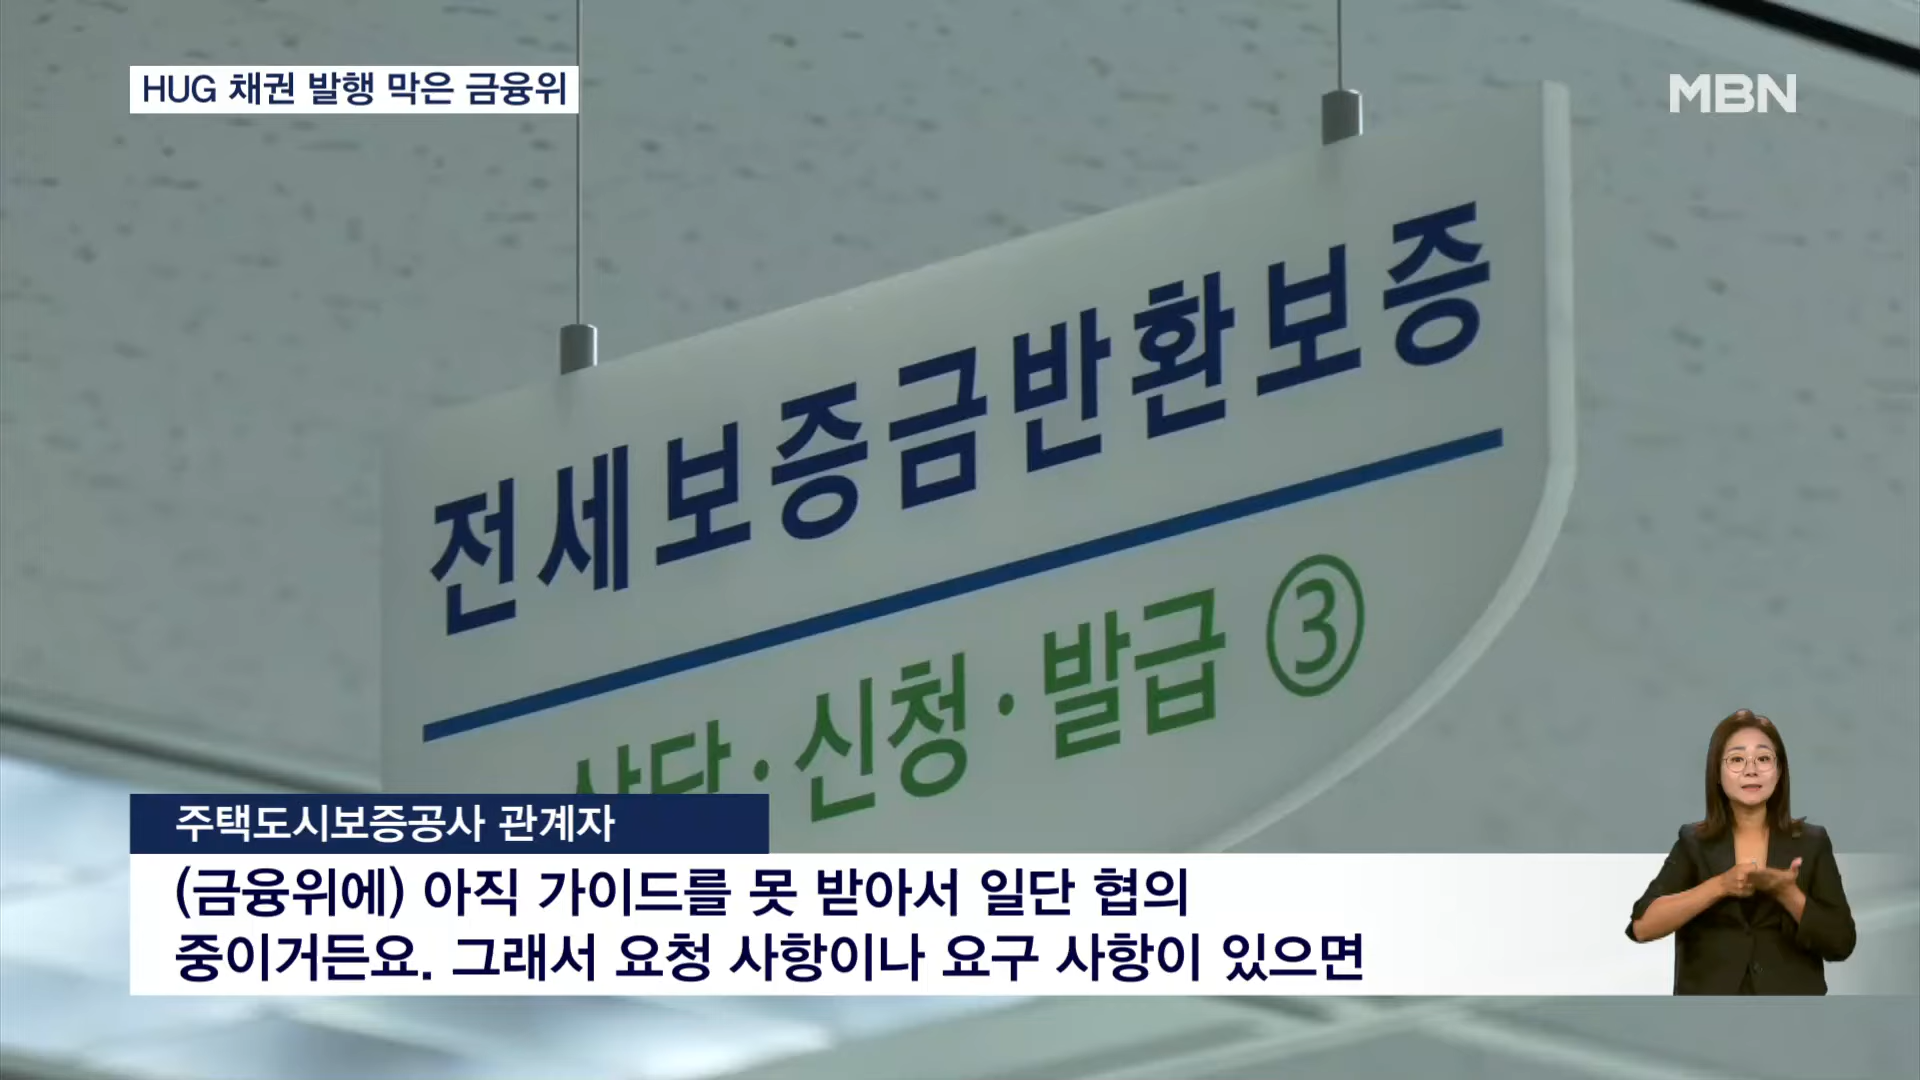 HUG 채권 발행 막은 금융위
MBN
전세보증금반환보증
상담·신청·발급 ③
주택도시보증공사 관계자
(금융위에) 아직 가이드를 못 받아서 일단 협의
중이거든요. 그래서 요청 사항이나 요구 사항이 있으면